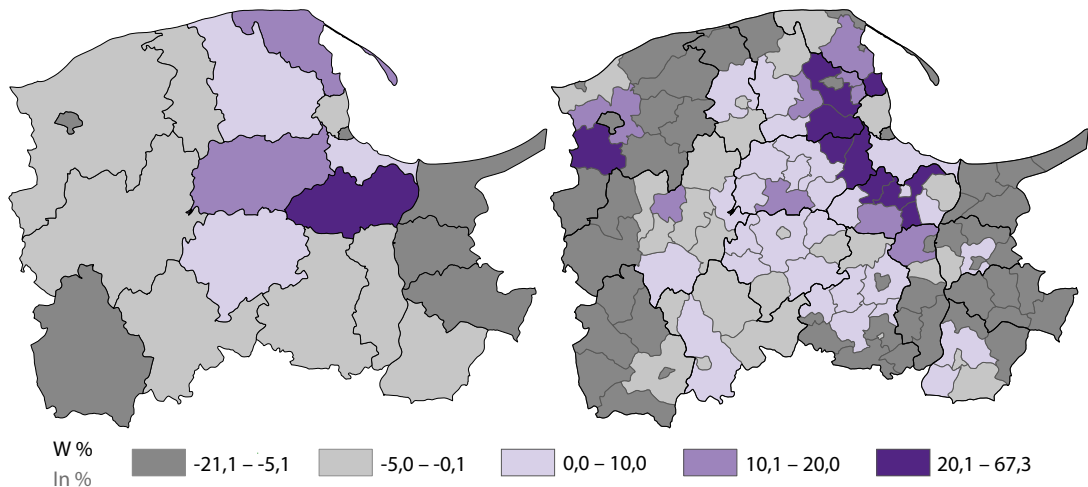 W %
In %
-21,1 – -5,1
-5,0 – -0,1
0,0 – 10,0
10,1 – 20,0
20,1 – 67,3